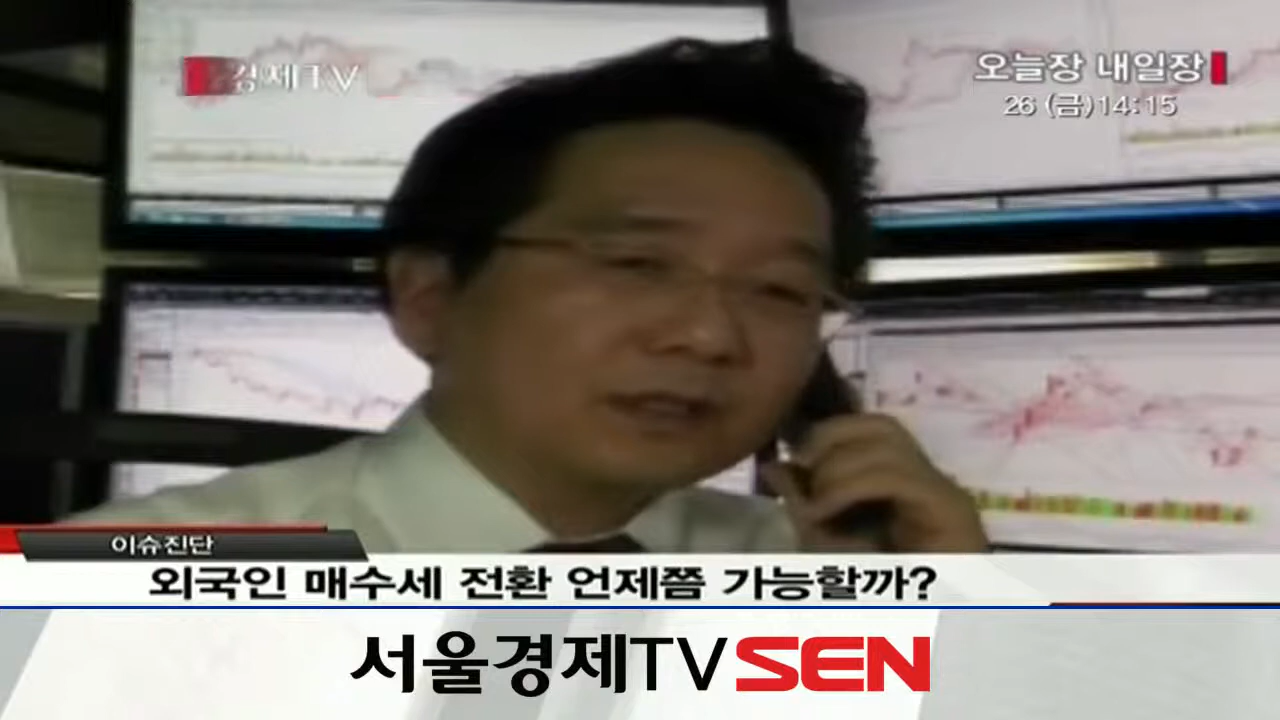 경제TV
오늘장 내일장
26 (금)14:15
이슈진단
외국인 매수세 전환 언제쯤 가능할까?
서울경제TV SEN